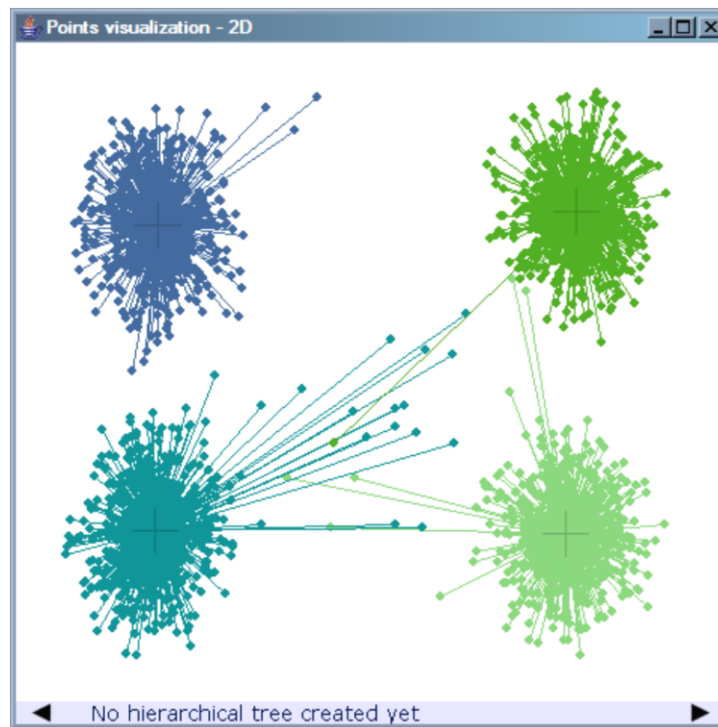 Points visualization - 2D
No hierarchical tree created yet